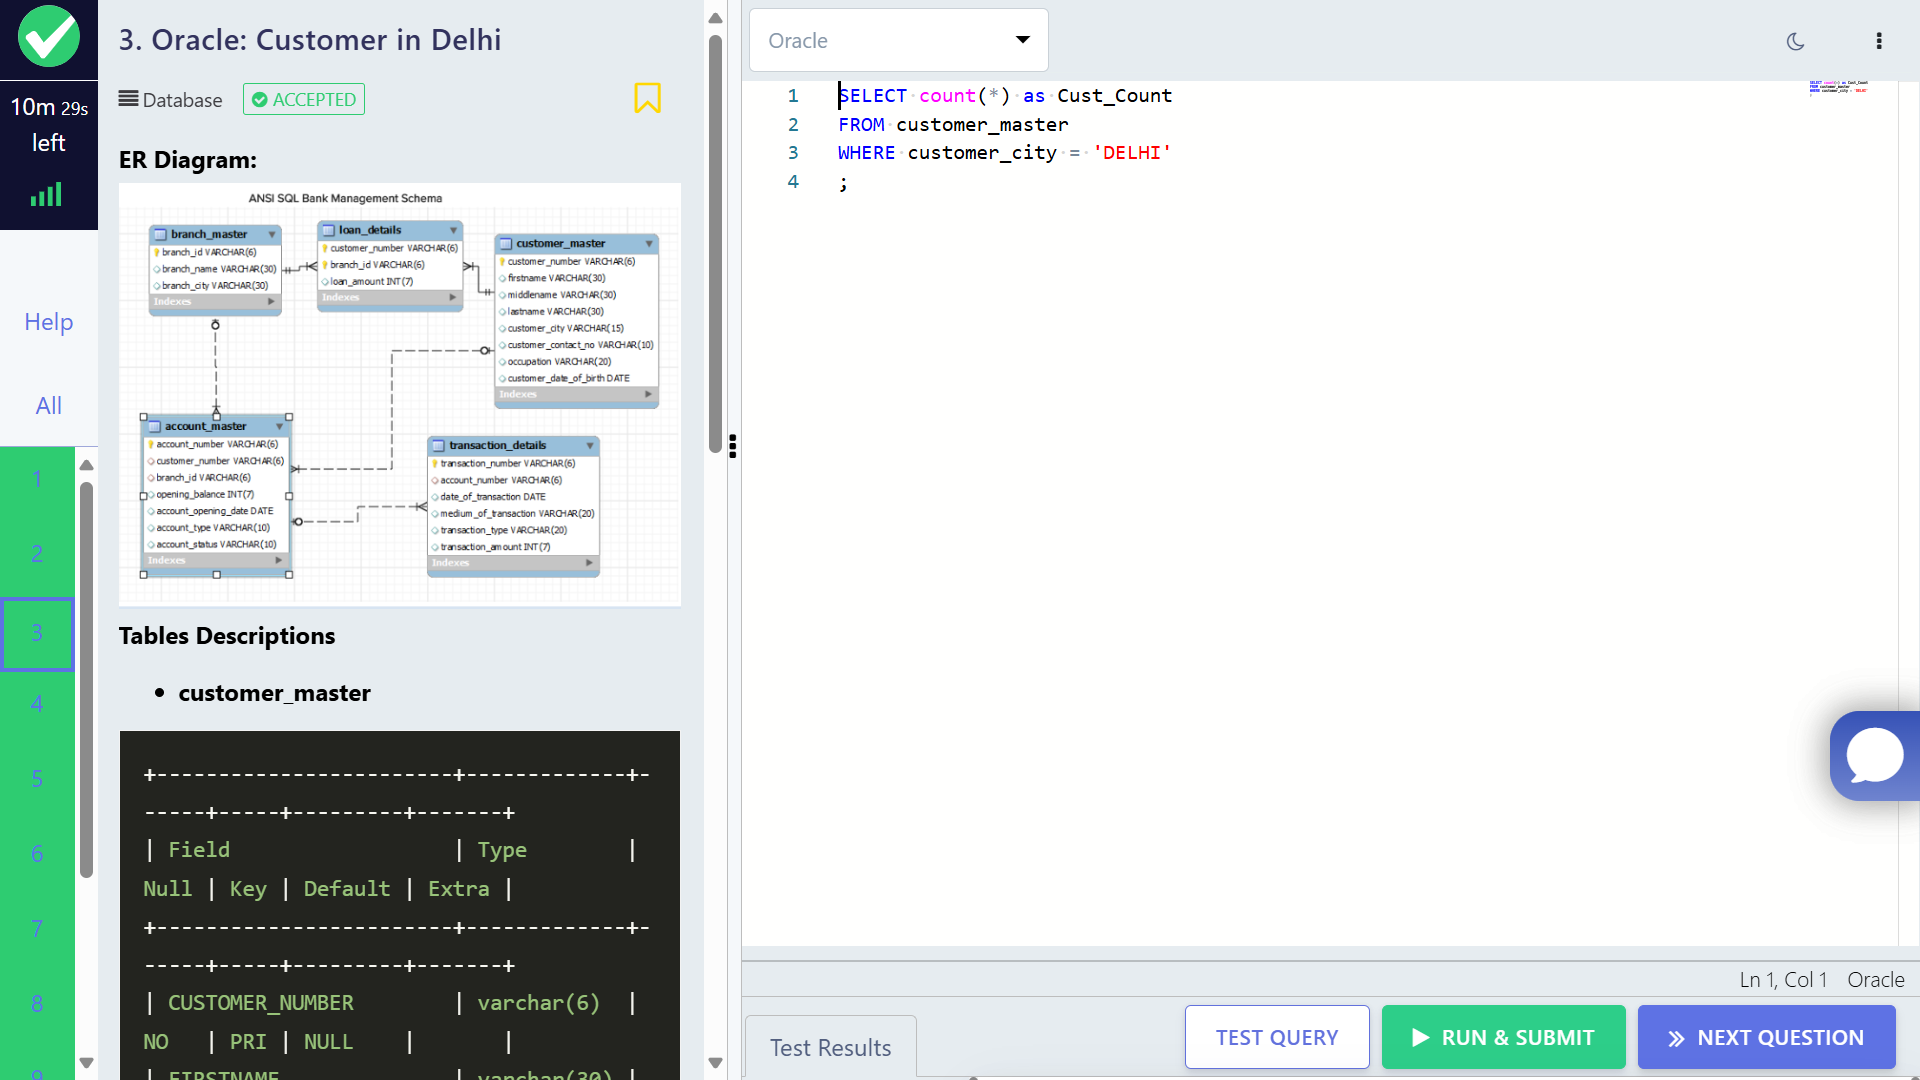 10m 29s
left
Help
All
1
2
3
4
5
6
7
8
9
3. Oracle: Customer in Delhi
Database
ACCEPTED
ER Diagram:
ANSI SQL Bank Management Schema
branch_master
branch_id VARCHAR(6)
branch_name VARCHAR(30)
branch_city VARCHAR(30)
Indexes
loan_details
customer_number VARCHAR(6)
branch_id VARCHAR(6)
loan_amount INT(7)
Indexes
customer_master
customer_number VARCHAR(6)
firstname VARCHAR(30)
middlename VARCHAR(30)
lastname VARCHAR(30)
customer_city VARCHAR(15)
customer_contact_no VARCHAR(10)
occupation VARCHAR(20)
customer_date_of_birth DATE
Indexes
account_master
account_number VARCHAR(6)
customer_number VARCHAR(6)
branch_id VARCHAR(6)
opening_balance INT(7)
account_opening_date DATE
account_type VARCHAR(10)
account_status VARCHAR(10)
Indexes
transaction_details
transaction_number VARCHAR(6)
account_number VARCHAR(6)
date_of_transaction DATE
medium_of_transaction VARCHAR(20)
transaction_type VARCHAR(20)
transaction_amount INT(7)
Indexes
Tables Descriptions
• customer_master
+------------------------+-------------+-
-----+-----+---------+-------+
| Field | Type |
Null | Key | Default | Extra |
+------------------------+-------------+-
-----+-----+---------+-------+
| CUSTOMER_NUMBER | varchar(6) |
NO | PRI | NULL | |
| FIRSTNAME | varchar(30) |
Oracle
1 SELECT count(*) as Cust_Count
2 FROM customer_master
3 WHERE customer_city = 'DELHI'
4 ;
Ln 1, Col 1 Oracle
Test Results
TEST QUERY
RUN & SUBMIT
NEXT QUESTION